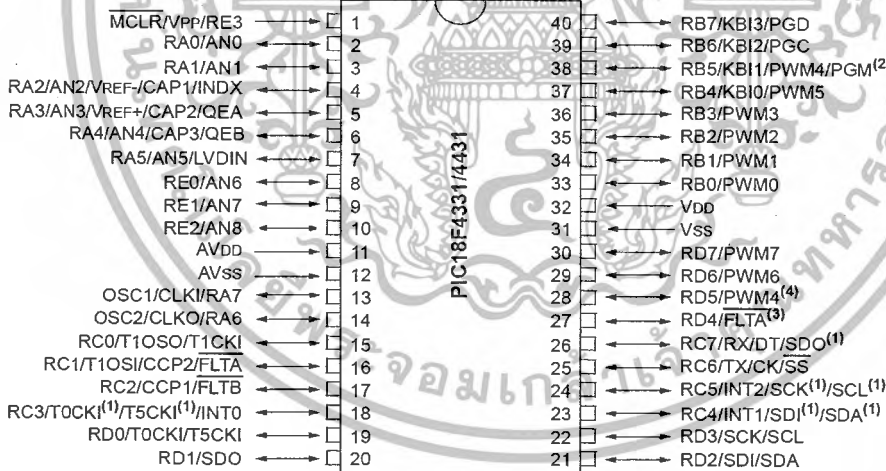 MCLR/VPP/RE3 1
RA0/AN0 2
RA1/AN1 3
RA2/AN2/VREF-/CAP1/INDX 4
RA3/AN3/VREF+/CAP2/QEA 5
RA4/AN4/CAP3/QEB 6
RA5/AN5/LVDIN 7
RE0/AN6 8
RE1/AN7 9
RE2/AN8 10
AVDD 11
AVSS 12
OSC1/CLKI/RA7 13
OSC2/CLKO/RA6 14
RC0/T1OSO/T1CKI 15
RC1/T1OSI/CCP2/FLTA 16
RC2/CCP1/FLTB 17
RC3/T0CKI(1)/T5CKI(1)/INT0 18
RD0/T0CKI/T5CKI 19
RD1/SDO 20
PIC18F4331/4431
40 RB7/KBI3/PGD
39 RB6/KBI2/PGC
38 RB5/KBI1/PWM4/PGM(2
37 RB4/KBI0/PWM5
36 RB3/PWM3
35 RB2/PWM2
34 RB1/PWM1
33 RB0/PWM0
32 VDD
31 VSS
30 RD7/PWM7
29 RD6/PWM6
28 RD5/PWM4(4)
27 RD4/FLTA(3)
26 RC7/RX/DT/SDO(1)
25 RC6/TX/CK/SS
24 RC5/INT2/SCK(1)/SCL(1)
23 RC4/INT1/SDI(1)/SDA(1)
22 RD3/SCK/SCL
21 RD2/SDI/SDA